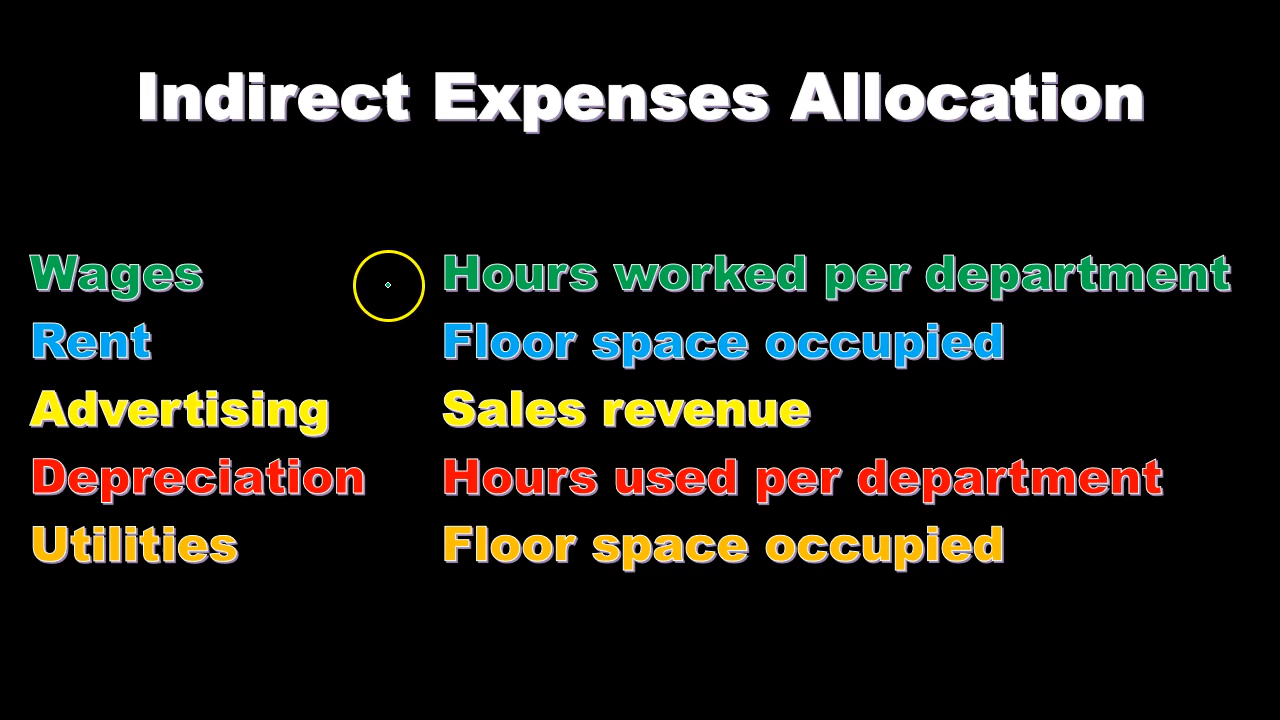 Indirect Expenses Allocation
Wages Hours worked per department
Rent Floor space occupied
Advertising Sales revenue
Depreciation Hours used per department
Utilities Floor space occupied